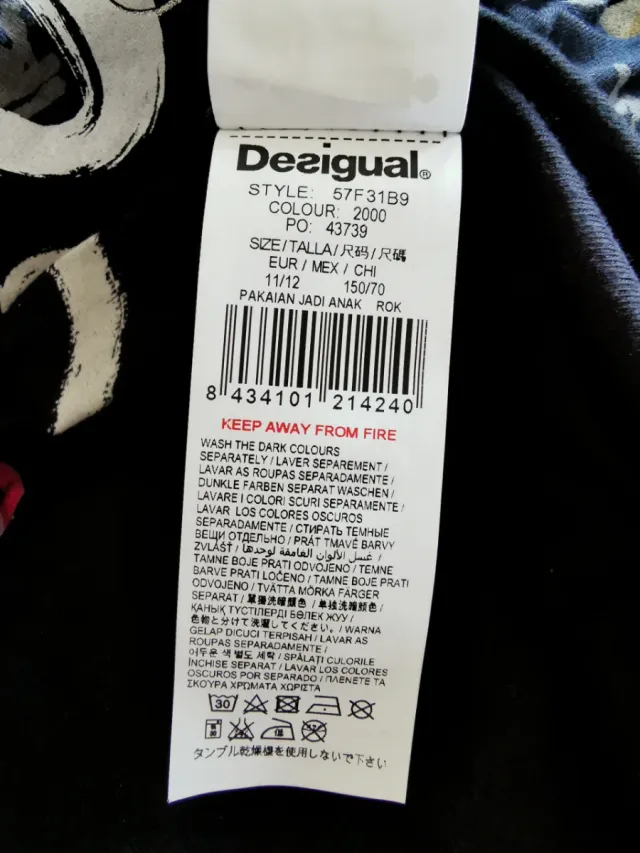 Desigual®
STYLE: 57F31B9
COLOUR: 2000
PO: 43739
SIZE/TALLA/尺码/尺碼
EUR / MEX / CHI
11/12 150/70
PAKAIAN JADI ANAK ROK
8 434101 214240
KEEP AWAY FROM FIRE
WASH THE DARK COLOURS
SEPARATELY / LAVER SEPAREMENT /
LAVAR AS ROUPAS SEPARADAMENTE /
DUNKLE FARBEN SEPARAT WASCHEN /
LAVARE I COLORI SCURI SEPARAMENTE /
LAVAR LOS COLORES OSCUROS
SEPARADAMENTE / СТИРАТЬ ТЕМНЫЕ
ВЕЩИ ОТДЕЛЬНО / PRÁT TMAVÉ BARVY
ZVLÁŠŤ / غسل الألوان الغامقة لوحدها /
TAMNE BOJE PRATI ODVOJENO / TEMNE
BARVE PRATI LOČENO / TAMNE BOJE PRATI
ODVOJENO / TVÄTTA MÖRKA FÄRGER
SEPARAT / 單獨洗暗顏色 / 单独洗暗颜色 /
ҚАНЫҚ ТҮСТІЛЕРДІ БӨЛЕК ЖУУ /
色物と分けて洗濯してください。/ WARNA
GELAP DICUCI TERPISAH / LAVAR AS
ROUPAS SEPARADAMENTE /
어두운 색 별도 세탁 / SPĂLAȚI CULORILE
ÎNCHISE SEPARAT / LAVAR LOS COLORES
OSCUROS POR SEPARADO / ΠΛΕΝΕΤΕ ΤΑ
ΣΚΟΥΡΑ ΧΡΩΜΑΤΑ ΧΩΡΙΣΤΑ
30
タンブル乾燥機を使用しないで下さい